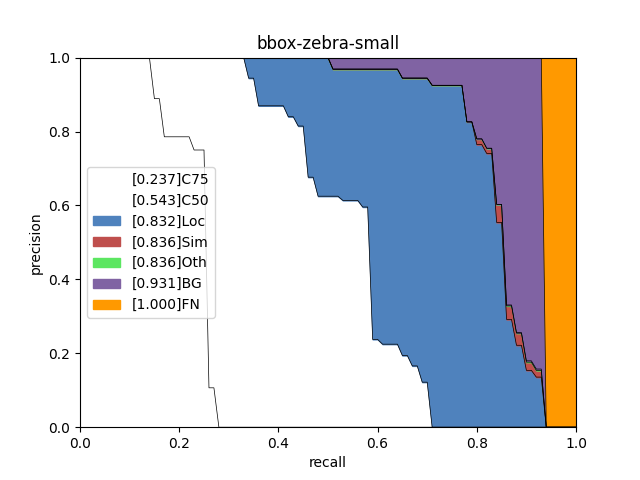 bbox-zebra-small
1.0
0.8
0.6
0.4
0.2
0.0
precision
[0.237]C75
[0.543]C50
[0.832]Loc
[0.836]Sim
[0.836]Oth
[0.931]BG
[1.000]FN
0.0 0.2 0.4 0.6 0.8 1.0
recall